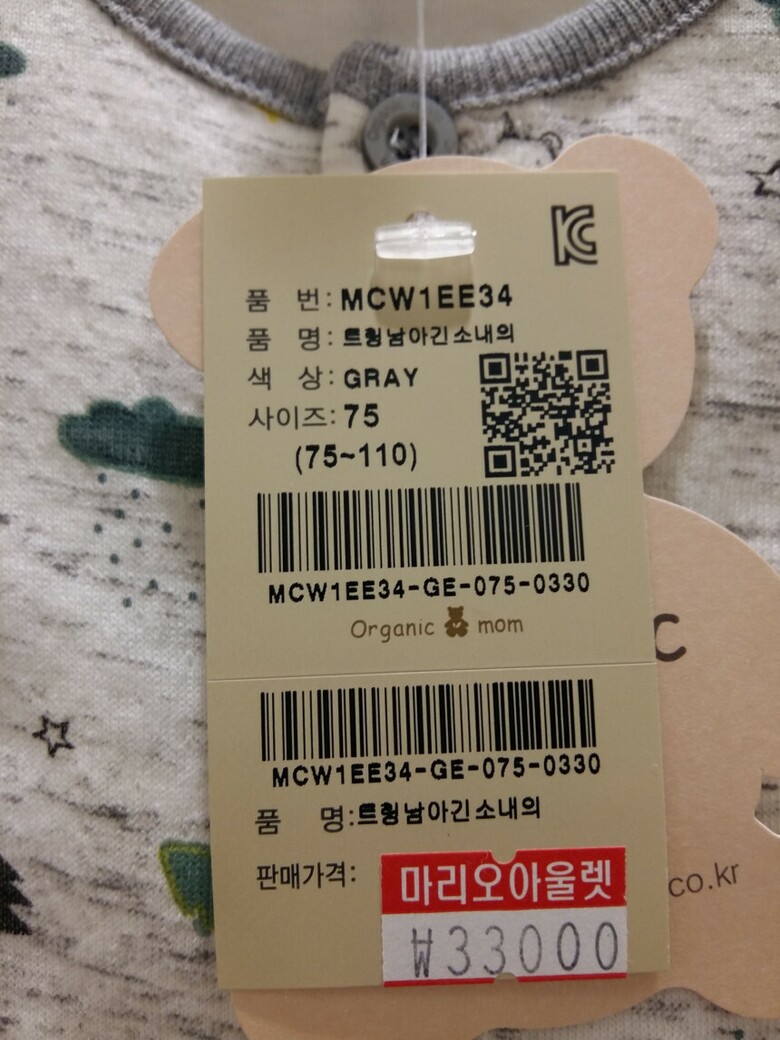 KC
품 번: MCW1EE34
품 명: 트윙남아긴소내의
색 상: GRAY
사이즈: 75
(75~110)
MCW1EE34-GE-075-0330
Organic mom
c
MCW1EE34-GE-075-0330
품 명:트윙남아긴소내의
판매가격:
마리오아울렛
₩33000
co.kr